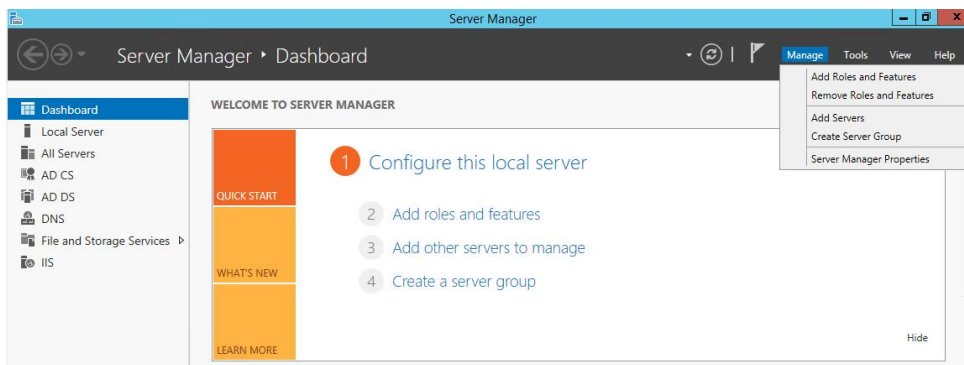 Server Manager
Server Manager ‣ Dashboard
Manage Tools View Help
Add Roles and Features
Remove Roles and Features
Add Servers
Create Server Group
Server Manager Properties
Dashboard
Local Server
All Servers
AD CS
AD DS
DNS
File and Storage Services
IIS
WELCOME TO SERVER MANAGER
QUICK START
WHAT'S NEW
LEARN MORE
1 Configure this local server
2 Add roles and features
3 Add other servers to manage
4 Create a server group
Hide